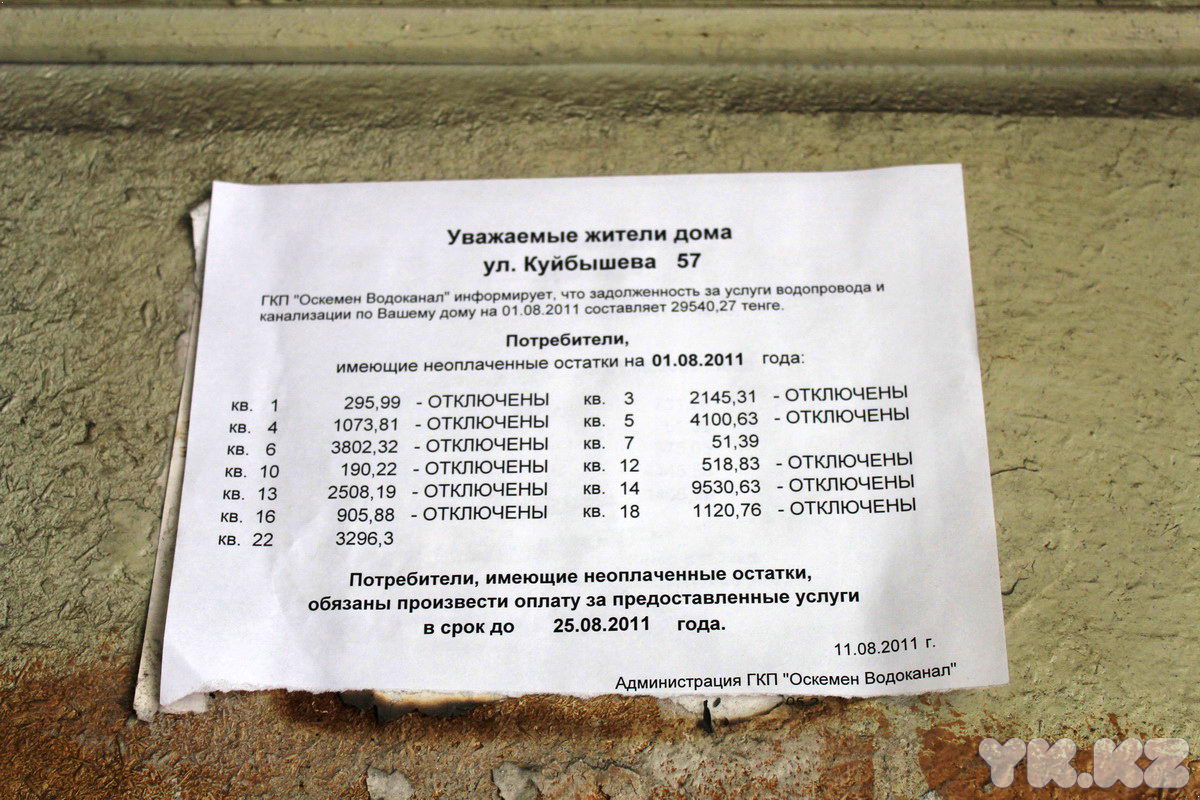 Уважаемые жители дома
ул. Куйбышева 57
ГКП "Оскемен Водоканал" информирует, что задолженность за услуги водопровода и
канализации по Вашему дому на 01.08.2011 составляет 29540,27 тенге.
Потребители,
имеющие неоплаченные остатки на 01.08.2011 года:
кв. 1 295,99 - ОТКЛЮЧЕНЫ кв. 3 2145,31 - ОТКЛЮЧЕНЫ
кв. 4 1073,81 - ОТКЛЮЧЕНЫ кв. 5 4100,63 - ОТКЛЮЧЕНЫ
кв. 6 3802,32 - ОТКЛЮЧЕНЫ кв. 7 51,39
кв. 10 190,22 - ОТКЛЮЧЕНЫ кв. 12 518,83 - ОТКЛЮЧЕНЫ
кв. 13 2508,19 - ОТКЛЮЧЕНЫ кв. 14 9530,63 - ОТКЛЮЧЕНЫ
кв. 16 905,88 - ОТКЛЮЧЕНЫ кв. 18 1120,76 - ОТКЛЮЧЕНЫ
кв. 22 3296,3
Потребители, имеющие неоплаченные остатки,
обязаны произвести оплату за предоставленные услуги
в срок до 25.08.2011 года.
11.08.2011 г.
Администрация ГКП "Оскемен Водоканал"
YK.KZ